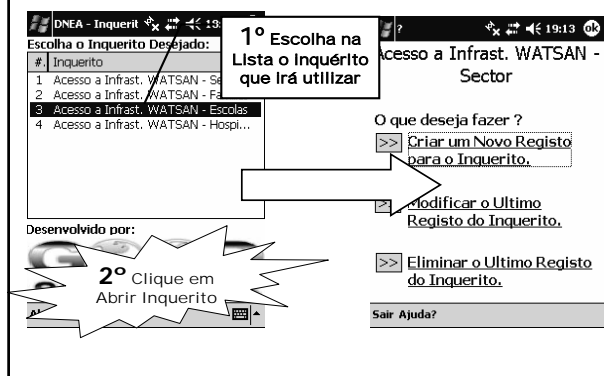 DNEA - Inquerit
Escolha o Inquerito Desejado:
#. Inquerito
1 Acesso a Infrast. WATSAN - Se
2 Acesso a Infrast. WATSAN - Fa
3 Acesso a Infrast. WATSAN - Escolas
4 Acesso a Infrast. WATSAN - Hospi...
Desenvolvido por:
1º Escolha na
Lista o Inquérito
que irá utilizar
2º Clique em
Abrir Inquerito
? 19:13 ok
Acesso a Infrast. WATSAN -
Sector
O que deseja fazer ?
>> Criar um Novo Registo
para o Inquerito.
Modificar o Ultimo
Registo do Inquerito.
>> Eliminar o Ultimo Registo
do Inquerito.
Sair Ajuda?